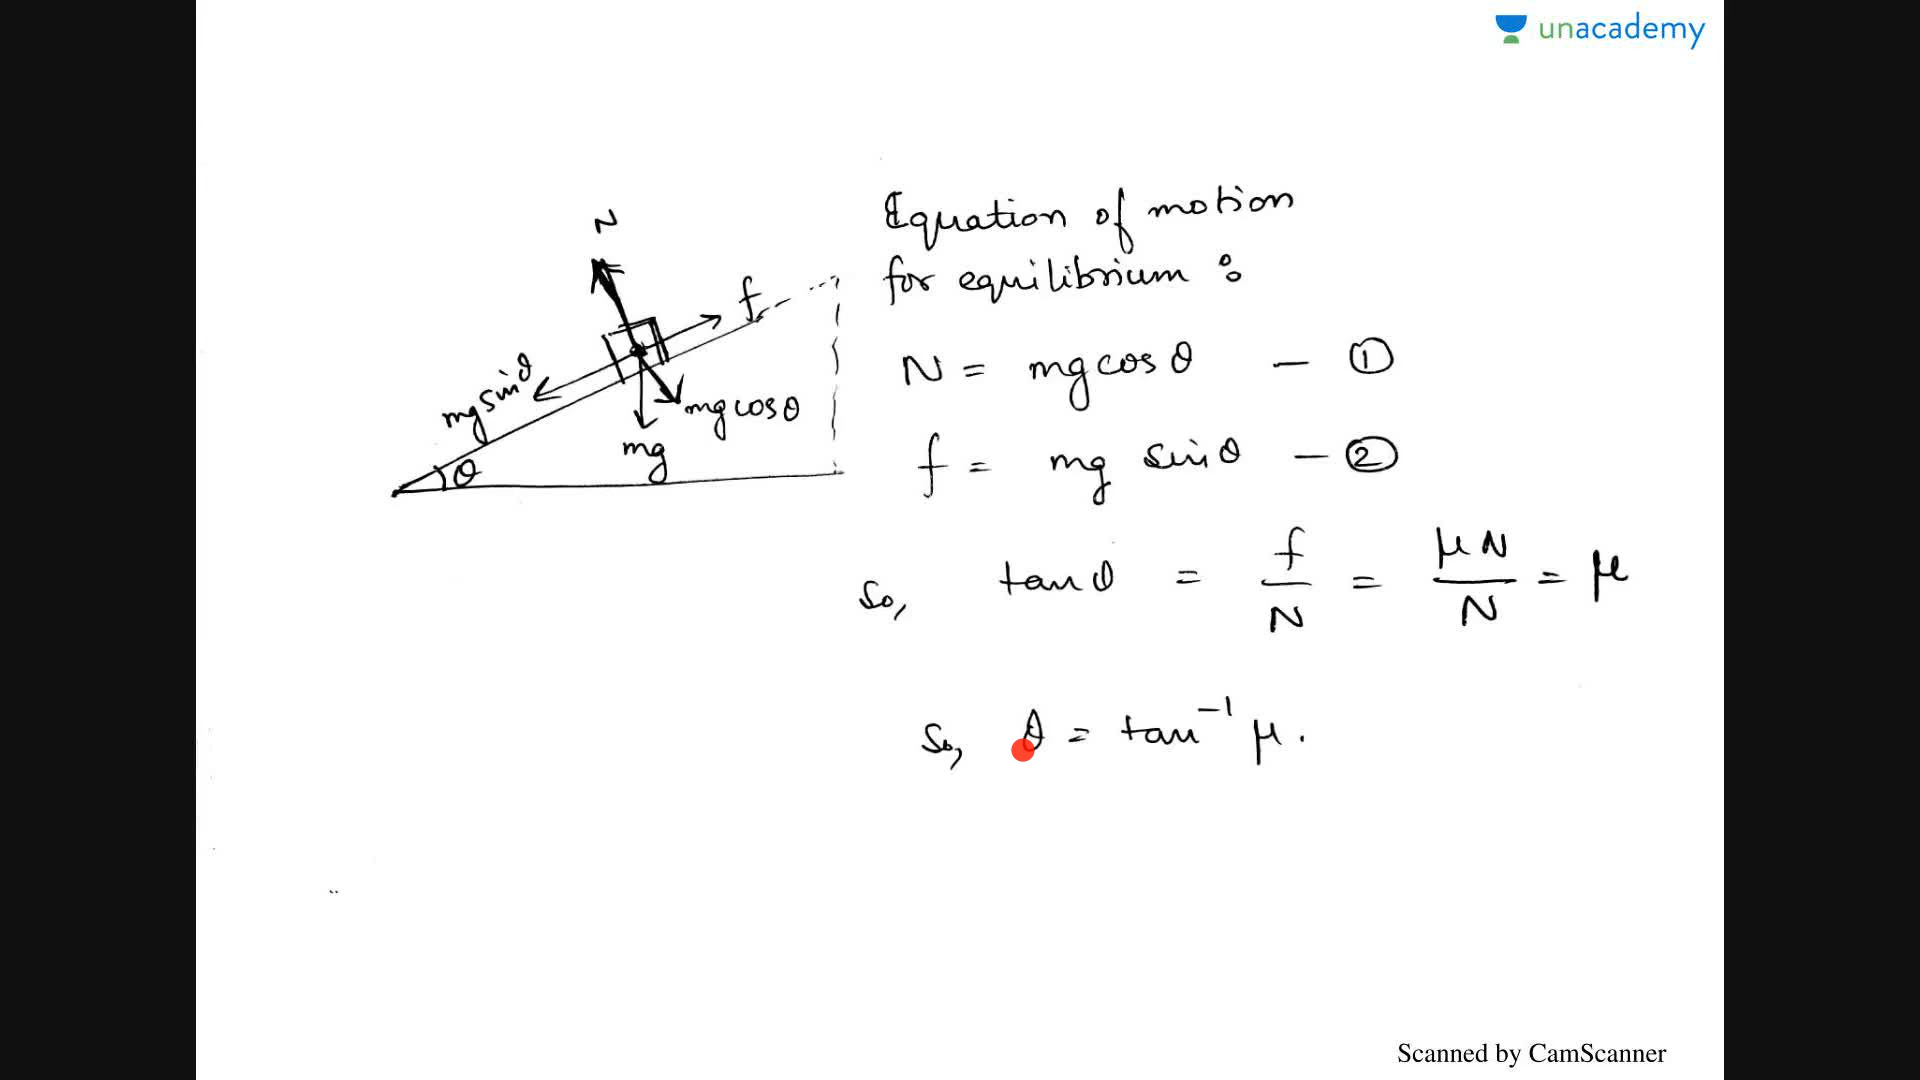 unacademy
N
f
mg sinθ
mg cosθ
mg
θ
Equation of motion
for equilibrium :
N = mg cos θ — ①
f = mg sinθ — ②
So, tanθ = f/N = μN/N = μ
So, θ = tan⁻¹ μ.
Scanned by CamScanner